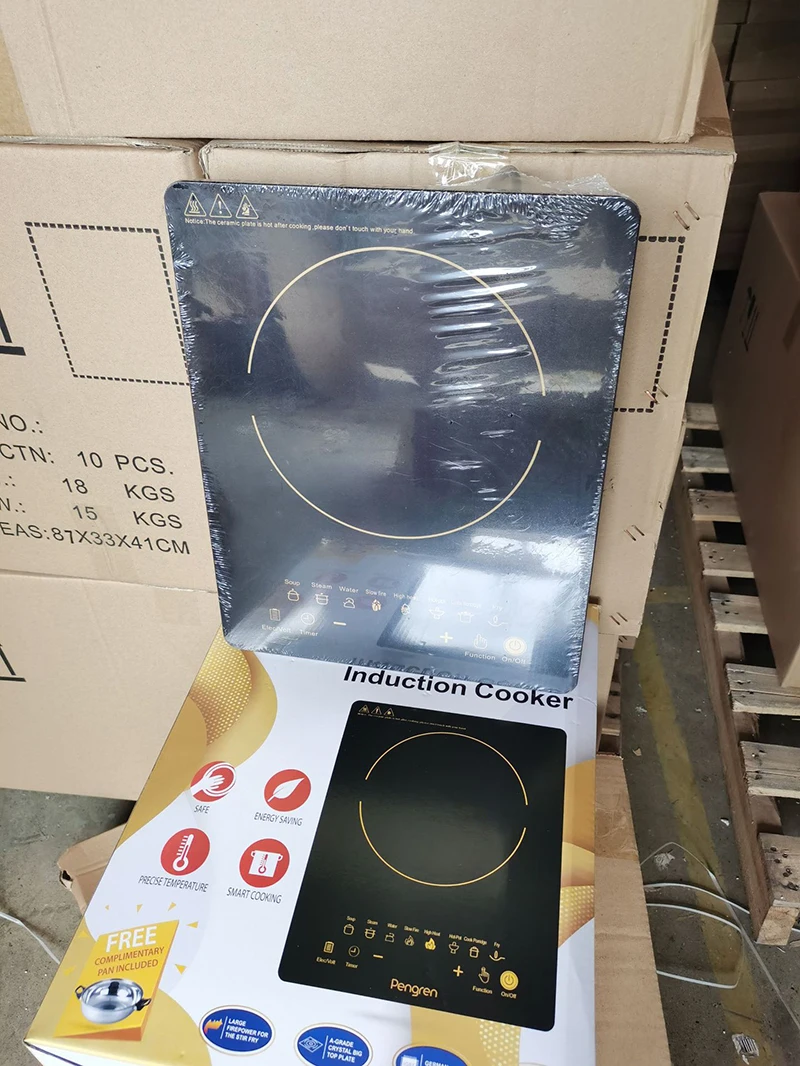 NO.:
CTN: 10 PCS.
18 KGS
15 KGS
EAS:87X33X41CM
Notice:The ceramic plate is hot after cooking ,please don't touch with your hand
Soup Steam Water Slow fire High
Timer
Function On/Off
Induction Cooker
SAFE
ENERGY SAVING
PRECISE TEMPERATURE
SMART COOKING
FREE
COMPLIMENTARY
PAN INCLUDED
Soup Steam Water Slow Fire High Heat Hot Pot Cook Porridge Fry
Elec/Volt Timer
Function On/Off
Pengren
LARGE
FIREPOWER FOR
THE STIR FRY
A-GRADE
CRYSTAL BIG
TOP PLATE
GERMAN